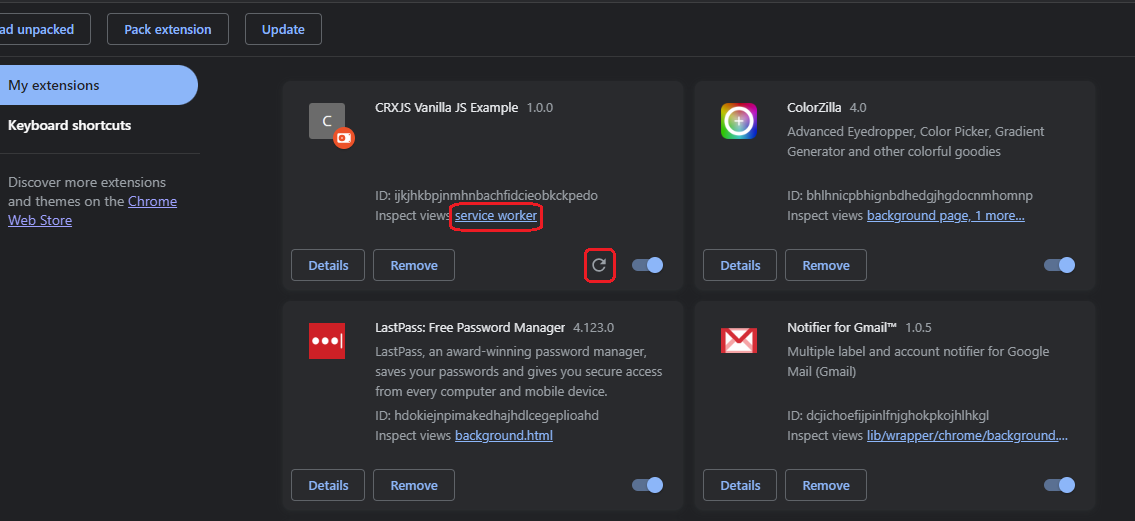 ad unpacked
Pack extension
Update
My extensions
Keyboard shortcuts
Discover more extensions
and themes on the Chrome
Web Store
C
CRXJS Vanilla JS Example 1.0.0
ID: ijkjhkbpjnmhnbachfidcieobkckpedo
Inspect views service worker
Details
Remove
ColorZilla 4.0
Advanced Eyedropper, Color Picker, Gradient
Generator and other colorful goodies
ID: bhlhnicpbhignbdhedgjhgdocnmhomnp
Inspect views background page, 1 more...
Details
Remove
LastPass: Free Password Manager 4.123.0
LastPass, an award-winning password manager,
saves your passwords and gives you secure access
from every computer and mobile device.
ID: hdokiejnpimakedhajhdlcegeplioahd
Inspect views background.html
Details
Remove
Notifier for Gmail™ 1.0.5
Multiple label and account notifier for Google
Mail (Gmail)
ID: dcjichoefijpinlfnjghokpkojhlhkgl
Inspect views lib/wrapper/chrome/background....
Details
Remove